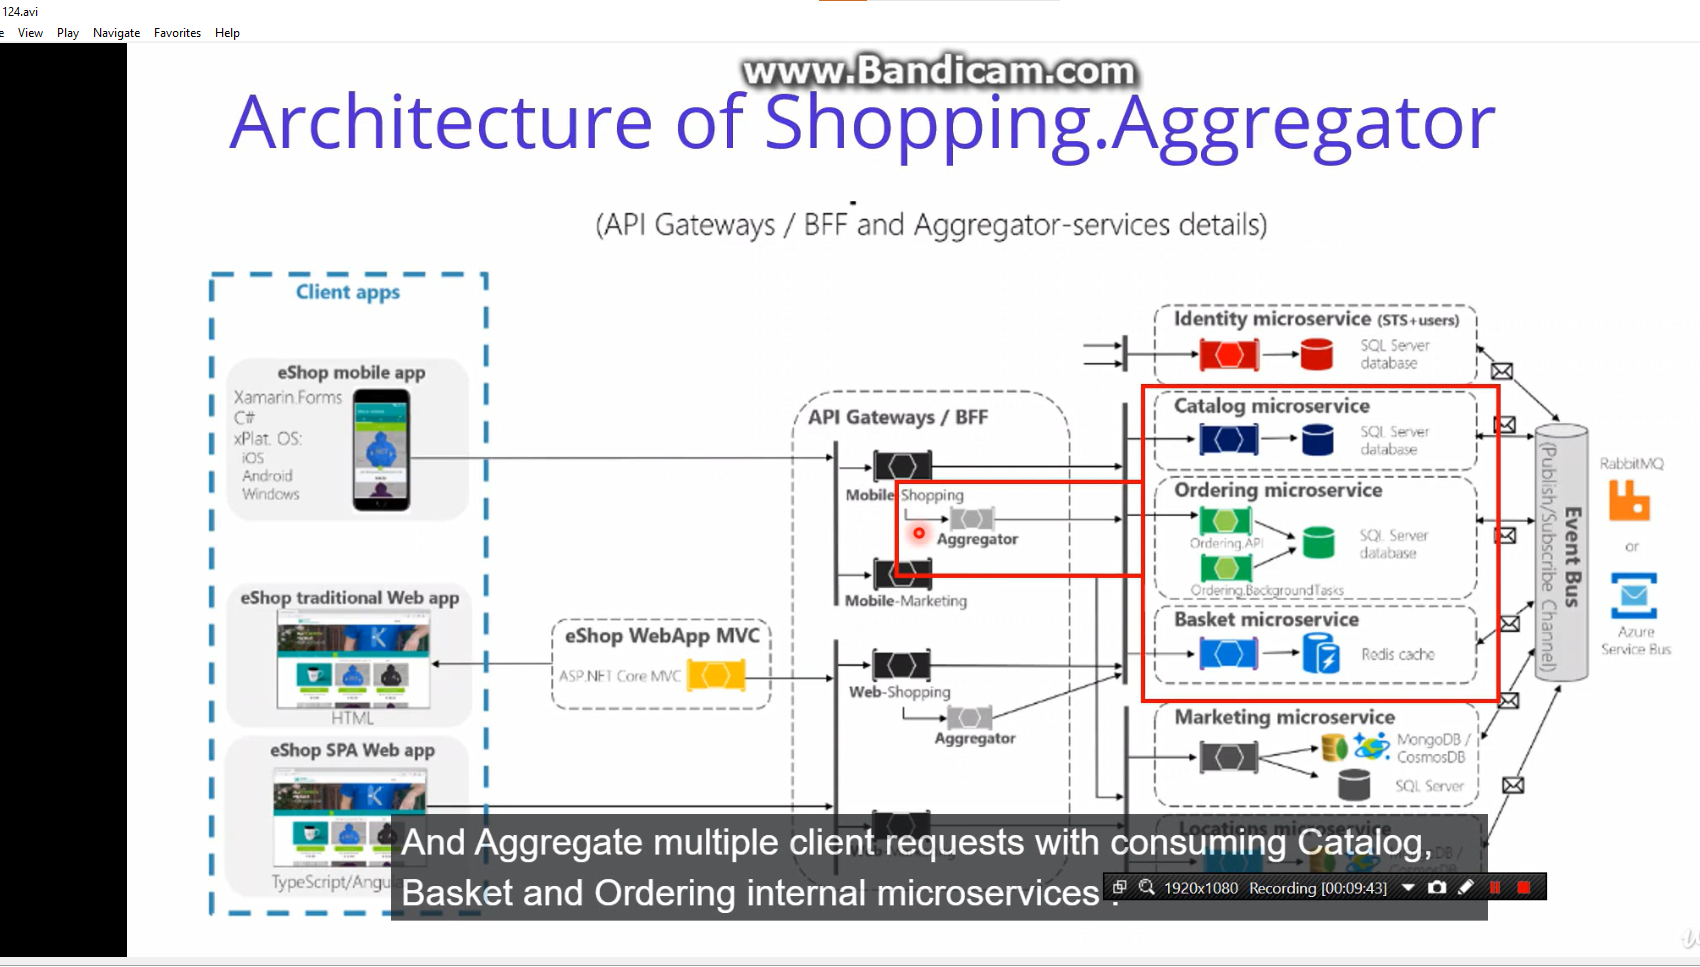 124.avi
View Play Navigate Favorites Help
www.Bandicam.com
Architecture of Shopping.Aggregator
(API Gateways / BFF and Aggregator-services details)
Client apps
eShop mobile app
Xamarin.Forms
C#
xPlat. OS:
iOS
Android
Windows
eShop traditional Web app
HTML
eShop SPA Web app
eShop WebApp MVC
ASP.NET Core MVC
API Gateways / BFF
Mobile-Shopping
Aggregator
Mobile-Marketing
Web-Shopping
Aggregator
Identity microservice (STS+users)
SQL Server
database
Catalog microservice
SQL Server
database
Ordering microservice
Ordering.API
SQL Server
database
Ordering.BackgroundTasks
Basket microservice
Redis cache
Marketing microservice
MongoDB /
CosmosDB
SQL Server
Locations microservice
Event Bus
(Publish/Subscribe Channel)
RabbitMQ
or
Azure
Service Bus
And Aggregate multiple client requests with consuming Catalog,
Basket and Ordering internal microservices .
1920x1080 Recording [00:09:43]